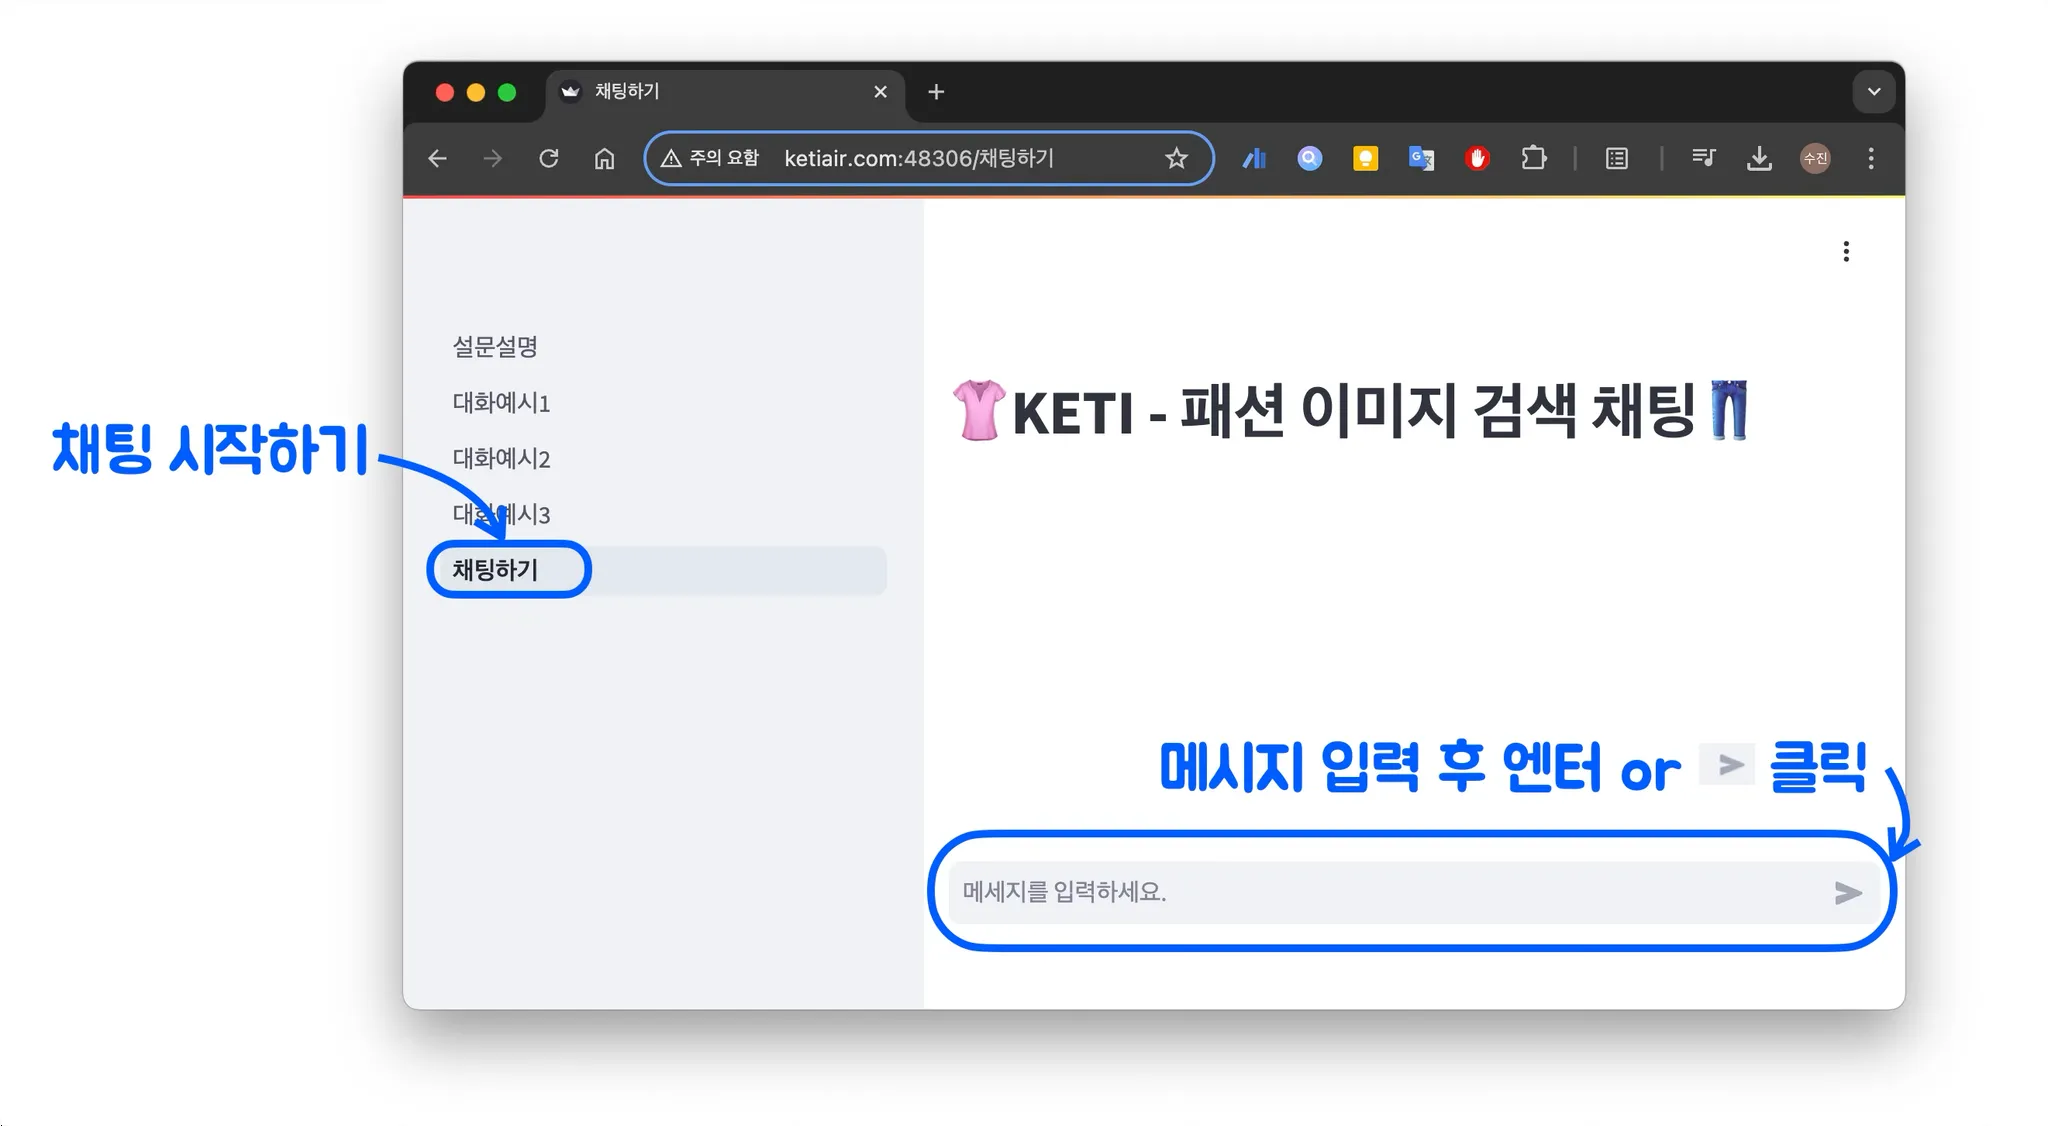 채팅하기
주의 요함 ketiair.com:48306/채팅하기
수진
설문설명
대화예시1
대화예시2
대화예시3
채팅하기
채팅 시작하기
KETI - 패션 이미지 검색 채팅
메시지 입력 후 엔터 or 클릭
메세지를 입력하세요.